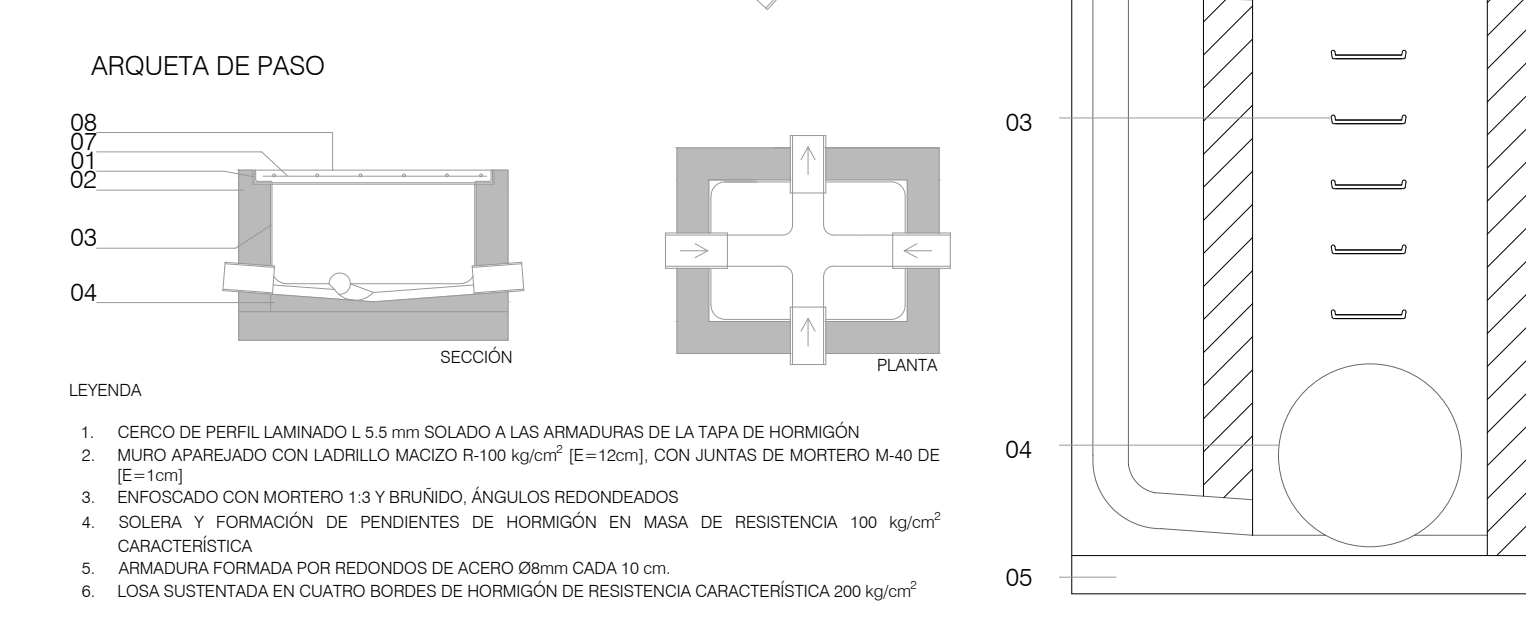 ARQUETA DE PASO
08
07
01
02
03
04
SECCIÓN
PLANTA
LEYENDA
1. CERCO DE PERFIL LAMINADO L 5.5 mm SOLADO A LAS ARMADURAS DE LA TAPA DE HORMIGÓN
2. MURO APAREJADO CON LADRILLO MACIZO R-100 kg/cm² [E=12cm], CON JUNTAS DE MORTERO M-40 DE
[E=1cm]
3. ENFOSCADO CON MORTERO 1:3 Y BRUÑIDO, ÁNGULOS REDONDEADOS
4. SOLERA Y FORMACIÓN DE PENDIENTES DE HORMIGÓN EN MASA DE RESISTENCIA 100 kg/cm²
CARACTERÍSTICA
5. ARMADURA FORMADA POR REDONDOS DE ACERO Ø8mm CADA 10 cm.
6. LOSA SUSTENTADA EN CUATRO BORDES DE HORMIGÓN DE RESISTENCIA CARACTERÍSTICA 200 kg/cm²
03
04
05